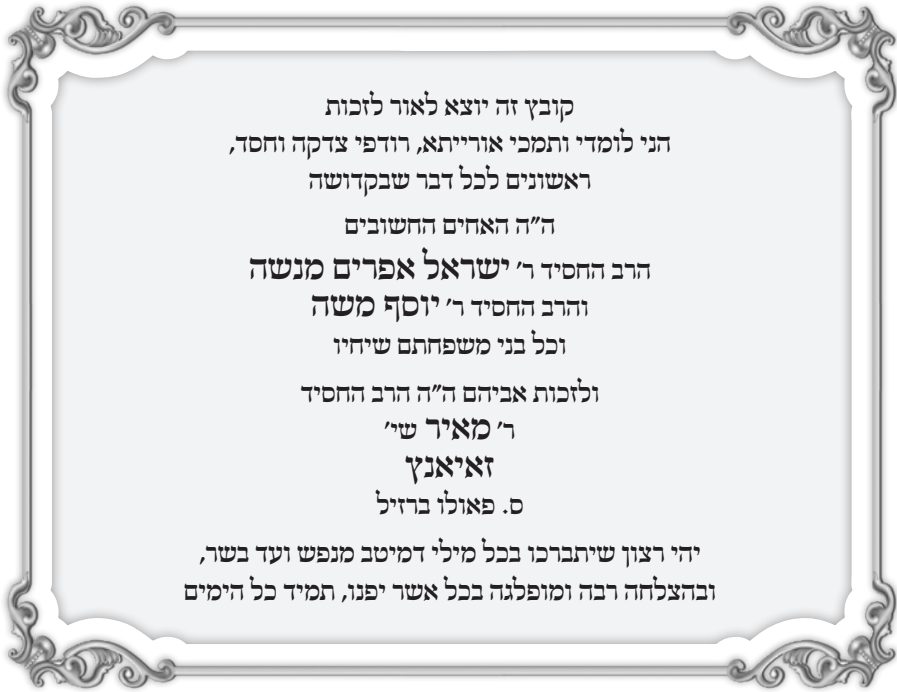 קובץ זה יוצא לאור לזכות
הני לומדי ותמכי אורייתא, רודפי צדקה וחסד,
ראשונים לכל דבר שבקדושה
ה״ה האחים החשובים
הרב החסיד ר׳ ישראל אפרים מנשה
והרב החסיד ר׳ יוסף משה
וכל בני משפחתם שיחיו
ולזכות אביהם ה״ה הרב החסיד
ר׳ מאיר שי׳
זאיאנץ
ס. פאולו ברזיל
יהי רצון שיתברכו בכל מילי דמיטב מנפש ועד בשר,
ובהצלחה רבה ומופלגה בכל אשר יפנו, תמיד כל הימים